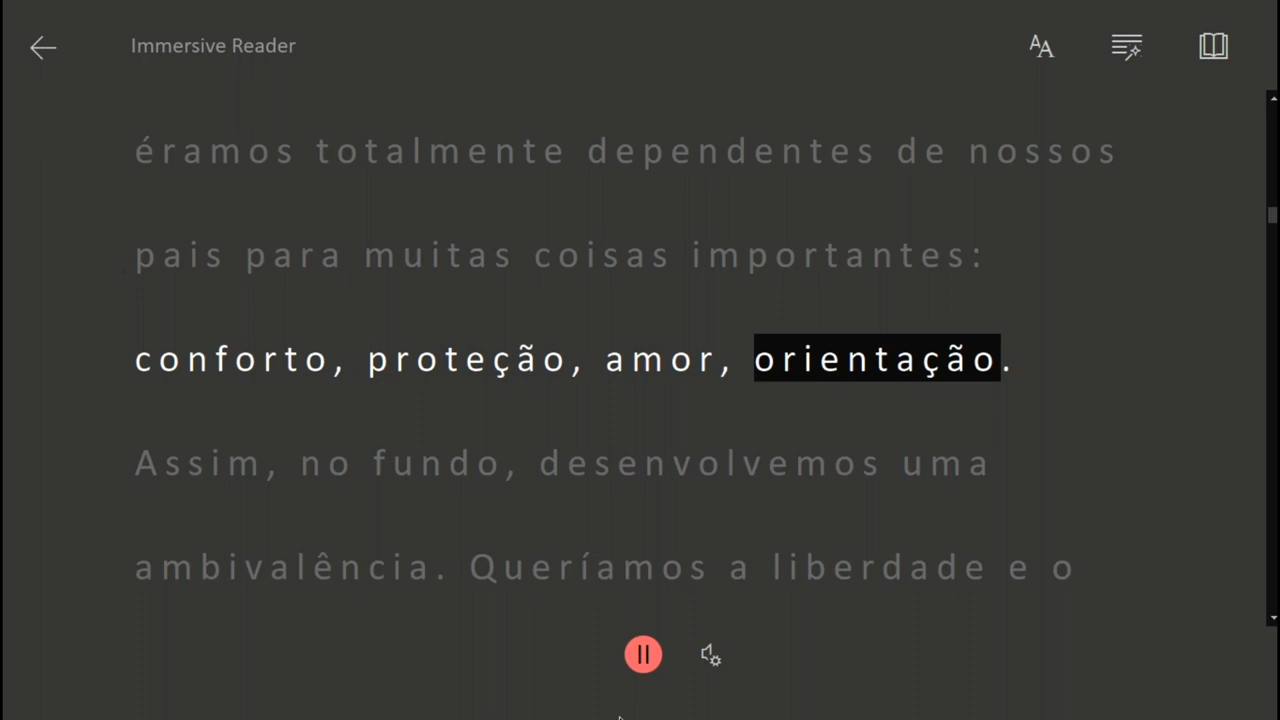 Immersive Reader
éramos totalmente dependentes de nossos
pais para muitas coisas importantes:
conforto, proteção, amor, orientação.
Assim, no fundo, desenvolvemos uma
ambivalência. Queríamos a liberdade e o